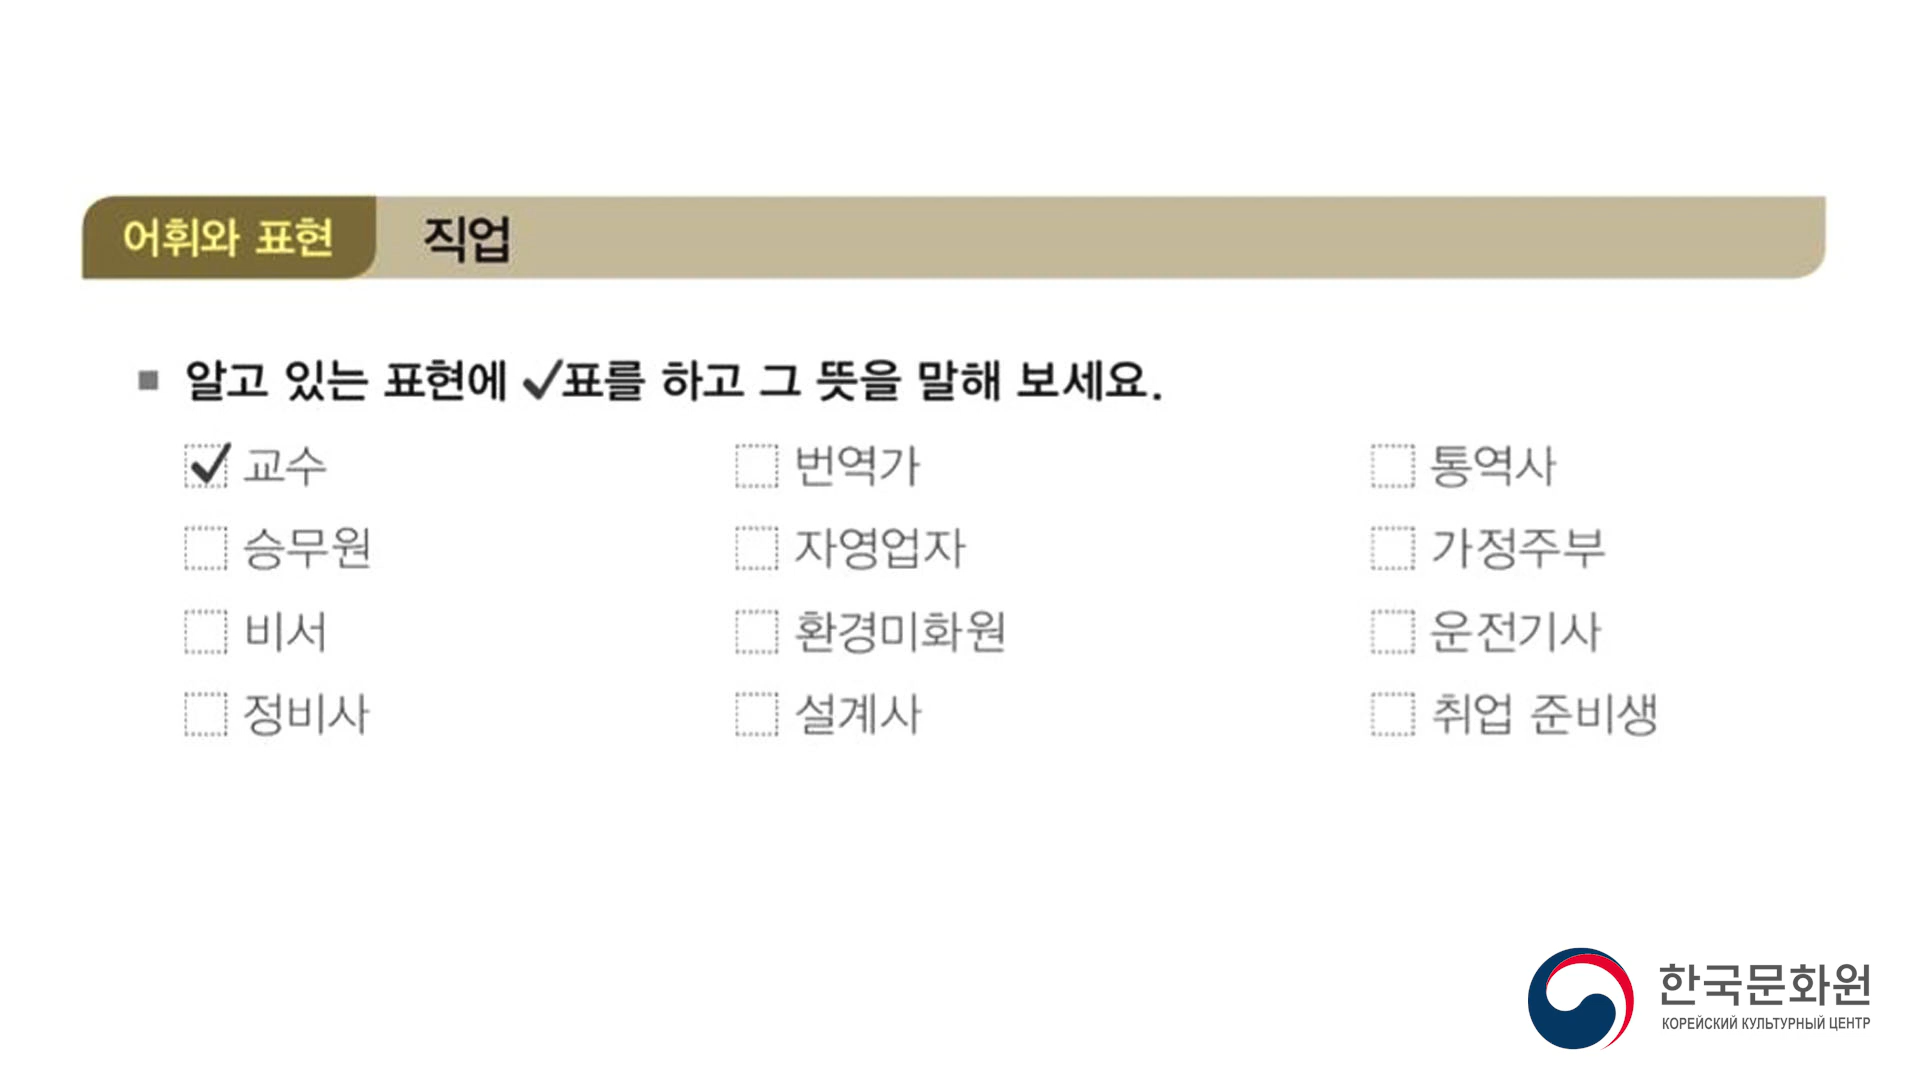 어휘와 표현 직업
알고 있는 표현에 ✓표를 하고 그 뜻을 말해 보세요.
교수 번역가 통역사
승무원 자영업자 가정주부
비서 환경미화원 운전기사
정비사 설계사 취업 준비생
한국문화원
КОРЕЙСКИЙ КУЛЬТУРНЫЙ ЦЕНТР